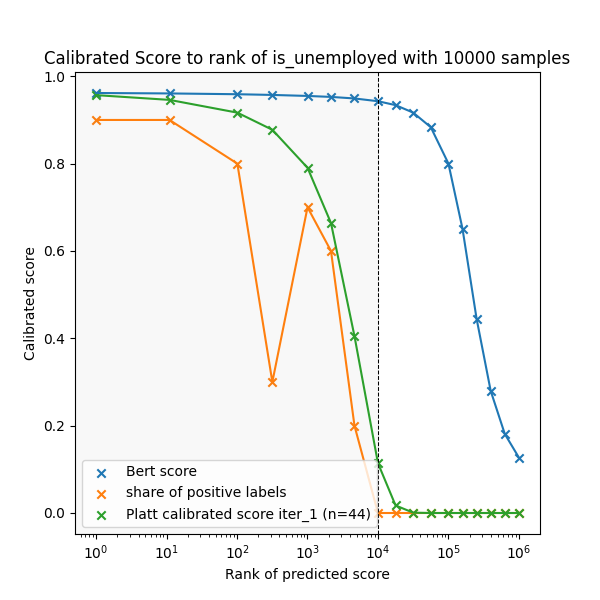 Calibrated Score to rank of is_unemployed with 10000 samples
Calibrated score
1.0
0.8
0.6
0.4
0.2
0.0
Bert score
share of positive labels
Platt calibrated score iter_1 (n=44)
10⁰ 10¹ 10² 10³ 10⁴ 10⁵ 10⁶
Rank of predicted score